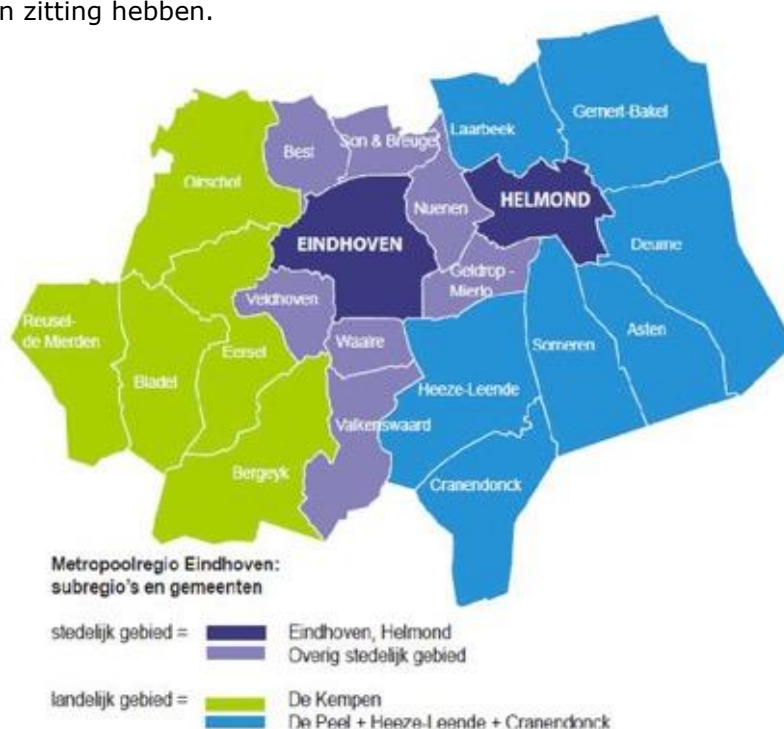 n zitting hebben.
Gemert-Bakel
Laarbeek
Son & Breugel
Best
Oirschot
HELMOND
Nuenen
EINDHOVEN
Deurne
Geldrop -
Mierlo
Veldhoven
Reusel-
de Mierden
Asten
Waalre
Someren
Eersel
Bladel
Heeze-Leende
Valkenswaard
Bergeyk
Cranendonck
Metropoolregio Eindhoven:
subregio's en gemeenten
stedelijk gebied =
Eindhoven, Helmond
Overig stedelijk gebied
landelijk gebied =
De Kempen
De Peel + Heeze-Leende + Cranendonck